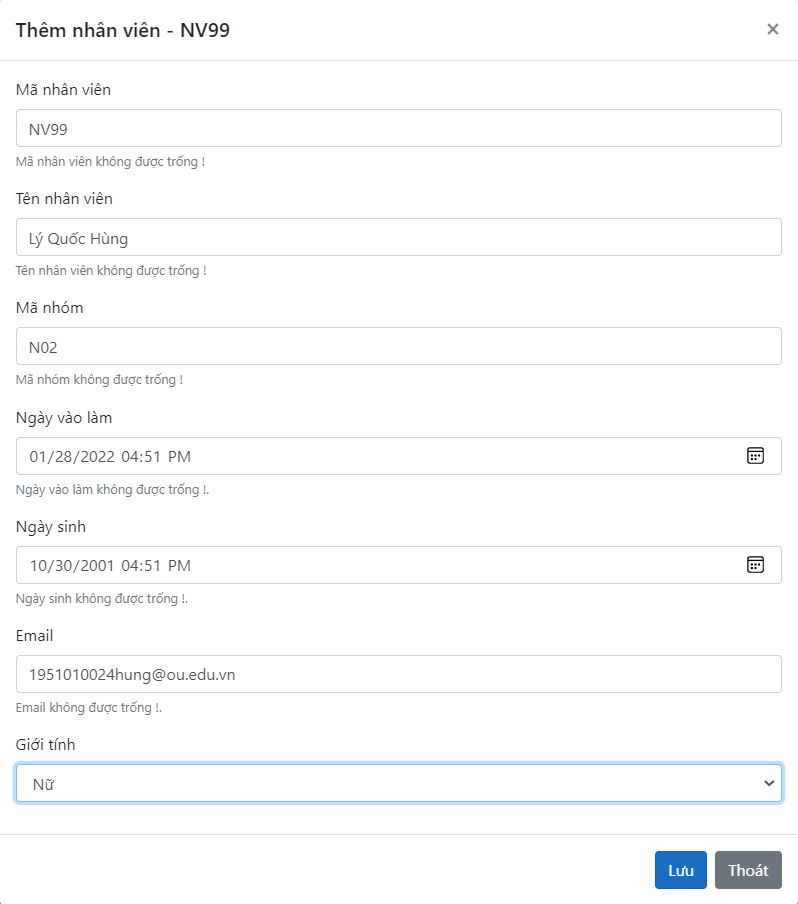 Thêm nhân viên - NV99
×
Mã nhân viên
NV99
Mã nhân viên không được trống !
Tên nhân viên
Lý Quốc Hùng
Tên nhân viên không được trống !
Mã nhóm
N02
Mã nhóm không được trống !
Ngày vào làm
01/28/2022 04:51 PM
Ngày vào làm không được trống !.
Ngày sinh
10/30/2001 04:51 PM
Ngày sinh không được trống !.
Email
1951010024hung@ou.edu.vn
Email không được trống !.
Giới tính
Nữ
Lưu Thoát